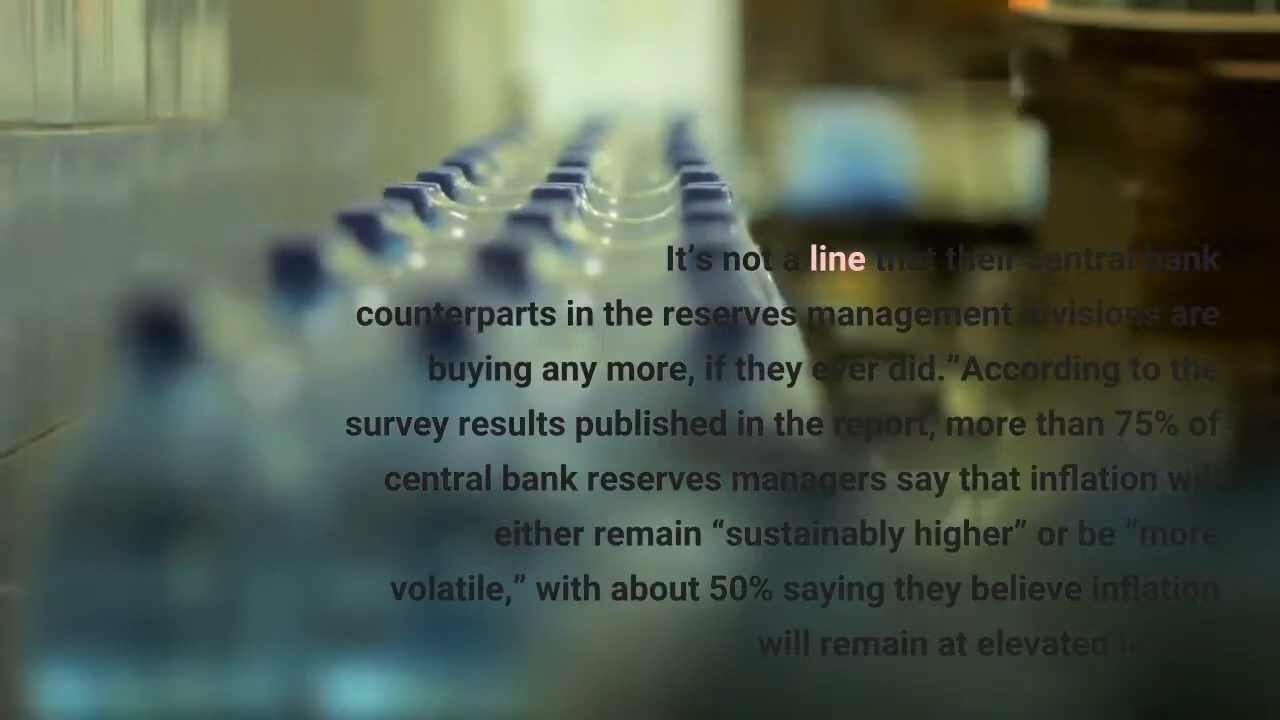 It’s not a line that their central bank
counterparts in the reserves management divisions are
buying any more, if they ever did.”According to the
survey results published in the report, more than 75% of
central bank reserves managers say that inflation will
either remain “sustainably higher” or be “more
volatile,” with about 50% saying they believe inflation
will remain at elevated